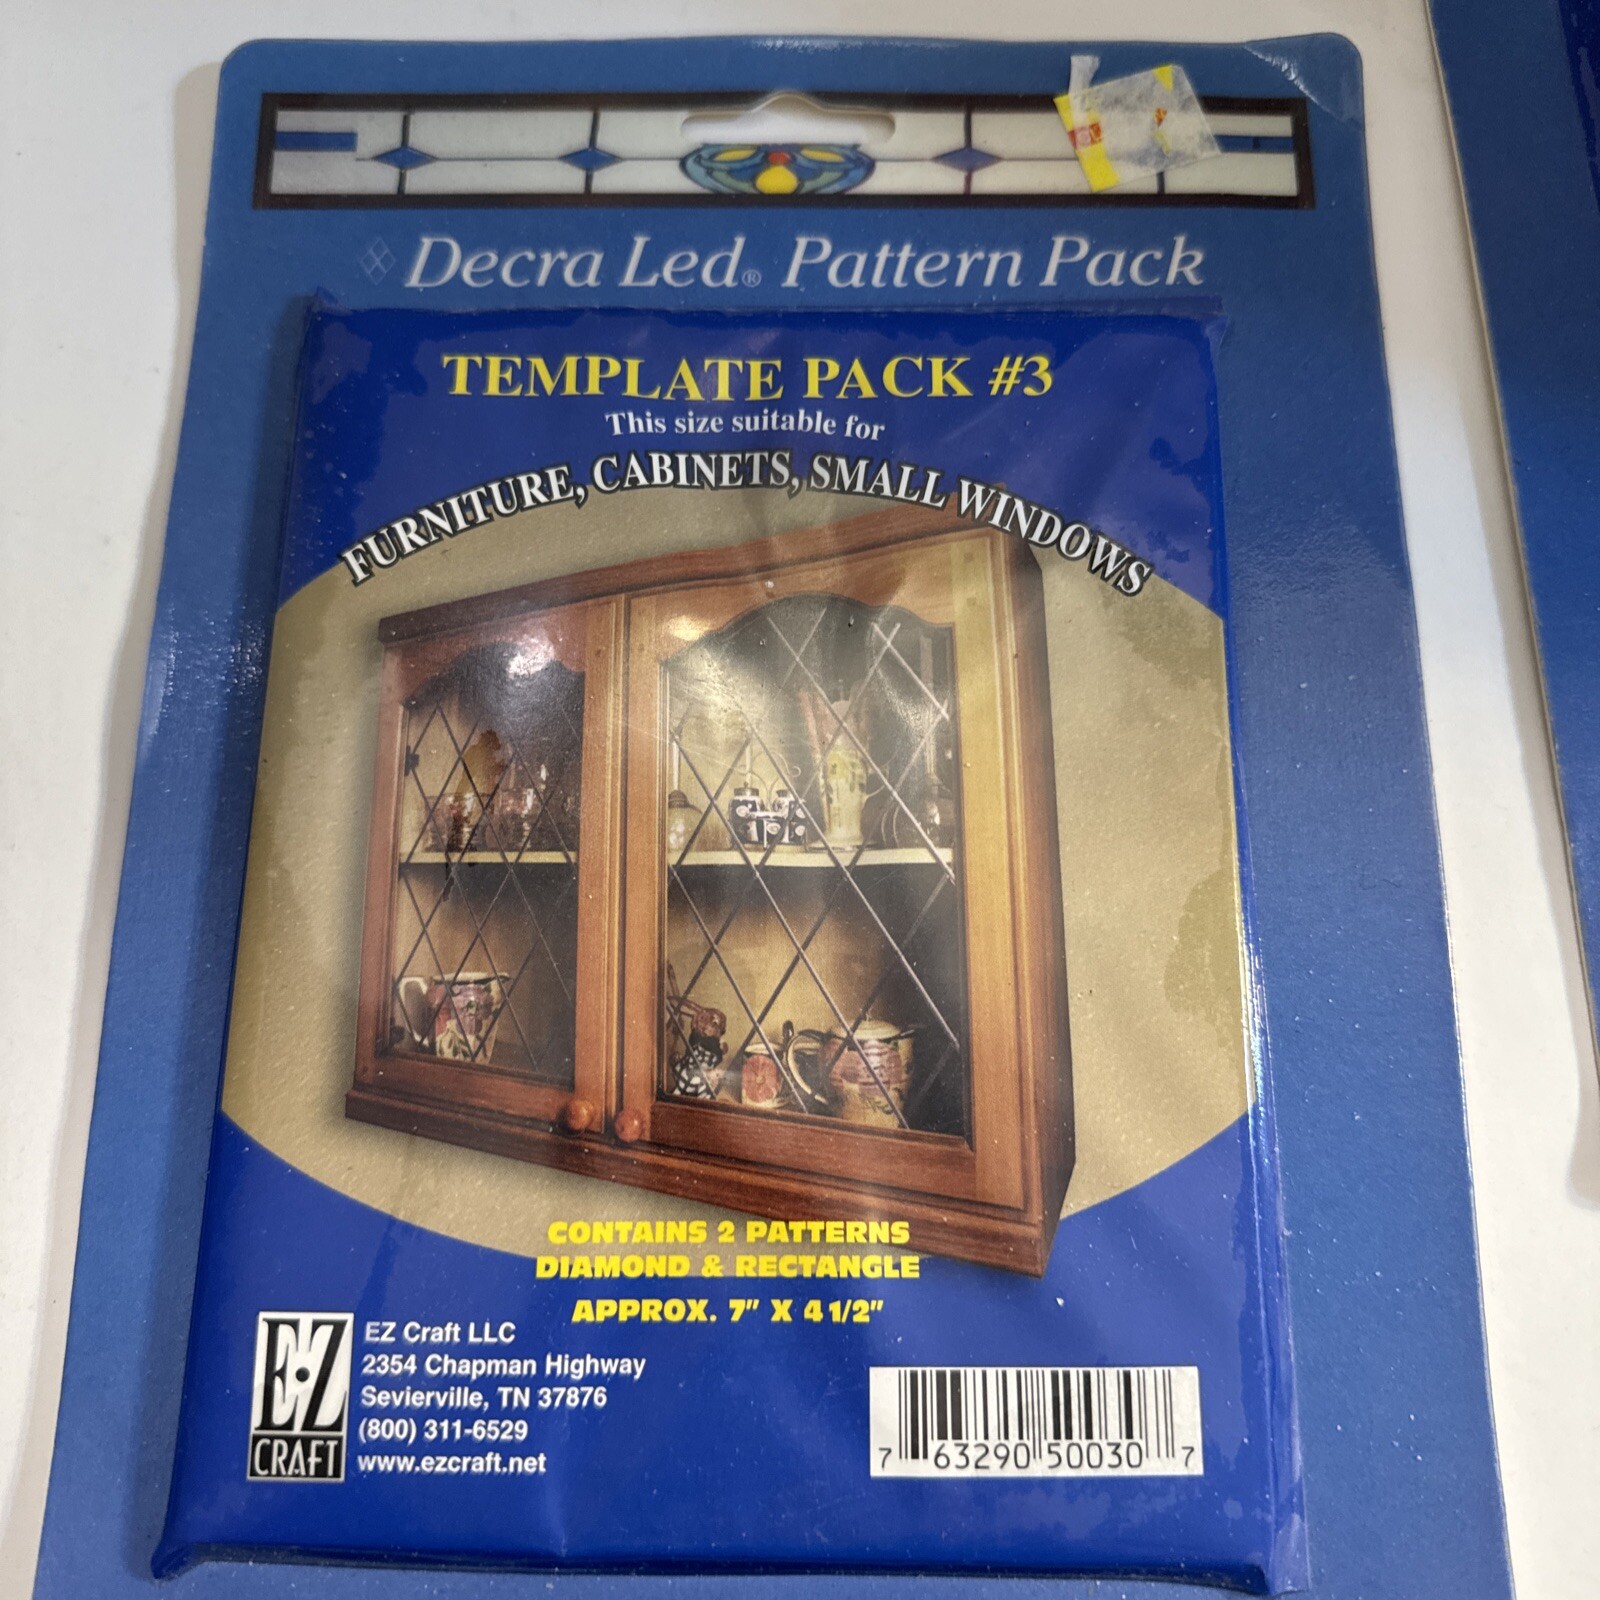 Decra Led® Pattern Pack
TEMPLATE PACK #3
This size suitable for
FURNITURE, CABINETS, SMALL WINDOWS
CONTAINS 2 PATTERNS
DIAMOND & RECTANGLE
APPROX. 7" X 4 1/2"
E·Z
CRAFT
EZ Craft LLC
2354 Chapman Highway
Sevierville, TN 37876
(800) 311-6529
www.ezcraft.net
7 63290 50030 7